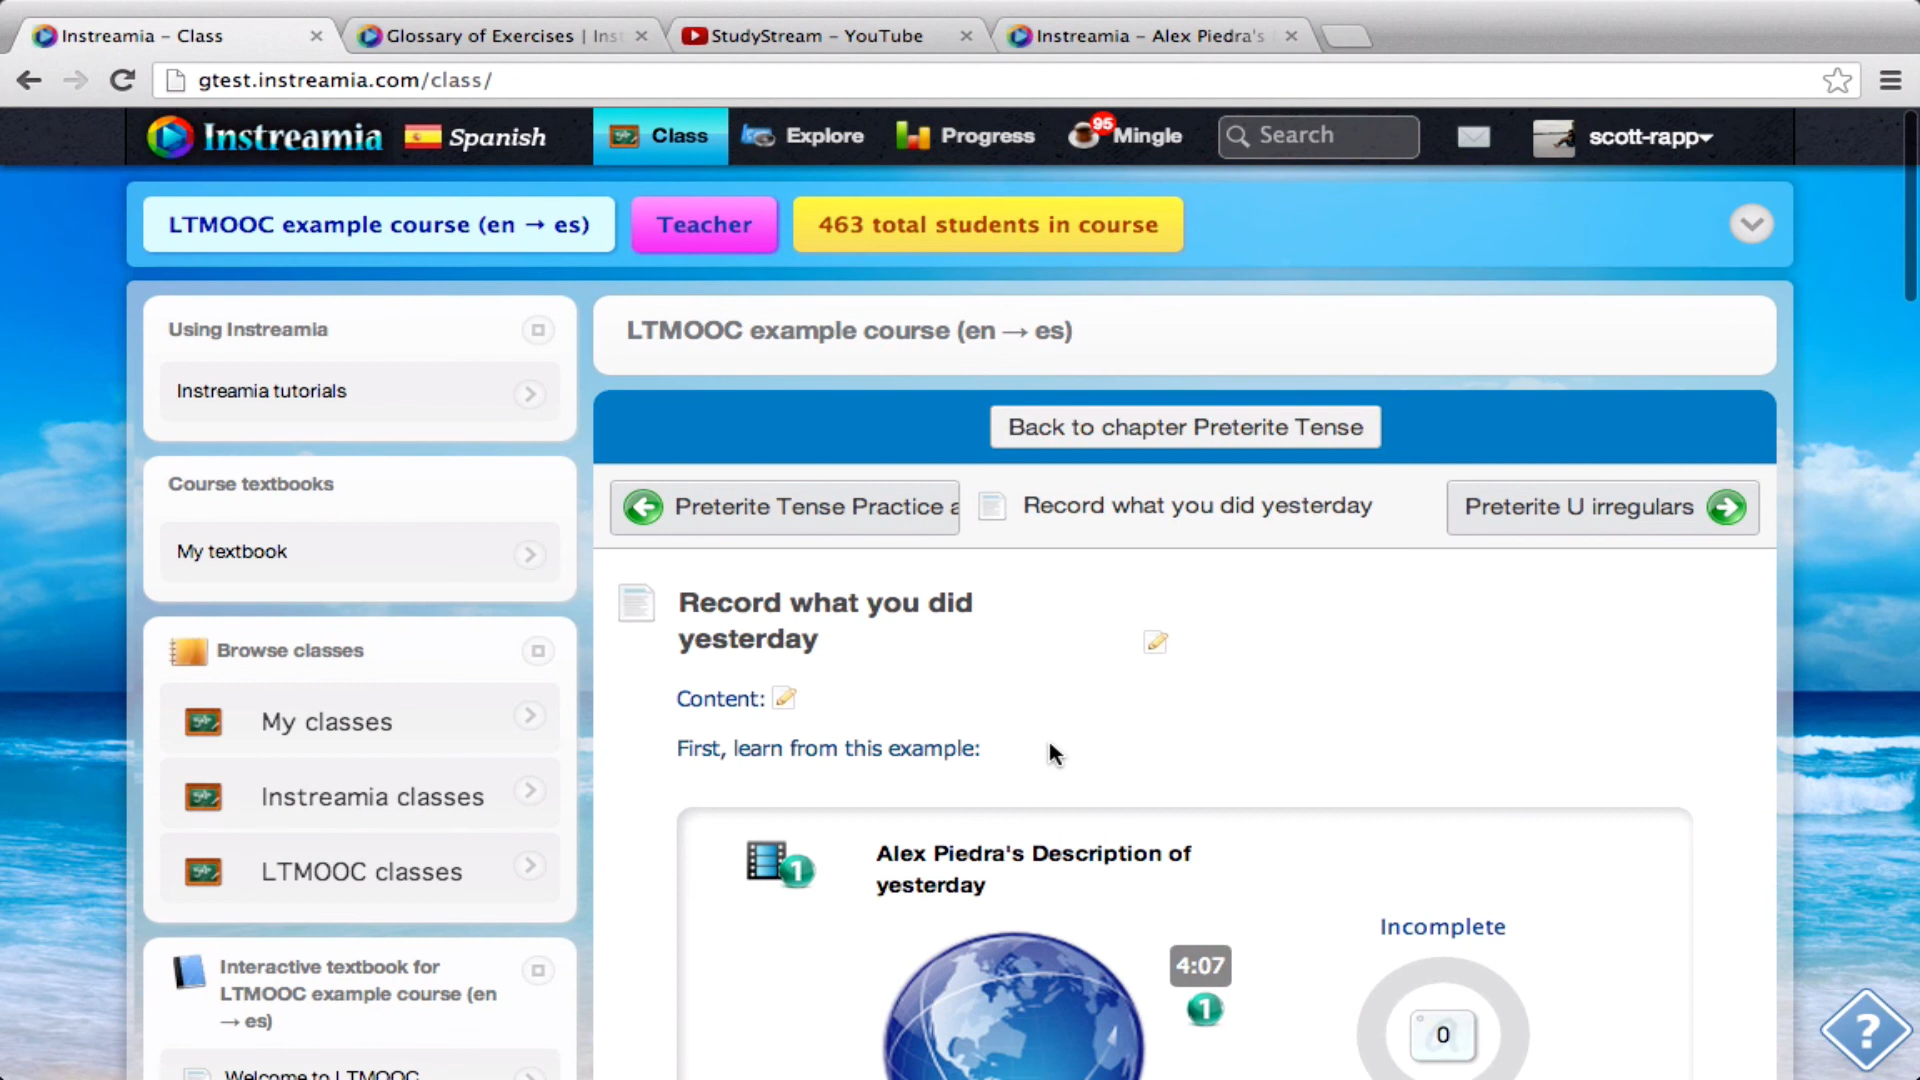 Instreamia – Class
Glossary of Exercises | Inst
StudyStream – YouTube
Instreamia – Alex Piedra's
gtest.instreamia.com/class/
Instreamia
Spanish
Class
Explore
Progress
95
Mingle
Search
scott-rapp
LTMOOC example course (en → es)
Teacher
463 total students in course
Using Instreamia
Instreamia tutorials
Course textbooks
My textbook
Browse classes
My classes
Instreamia classes
LTMOOC classes
Interactive textbook for
LTMOOC example course (en
→ es)
Welcome to LTMOOC
LTMOOC example course (en → es)
Back to chapter Preterite Tense
Preterite Tense Practice a
Record what you did yesterday
Preterite U irregulars
Record what you did
yesterday
Content:
First, learn from this example:
1
Alex Piedra's Description of
yesterday
4:07
1
Incomplete
0
?